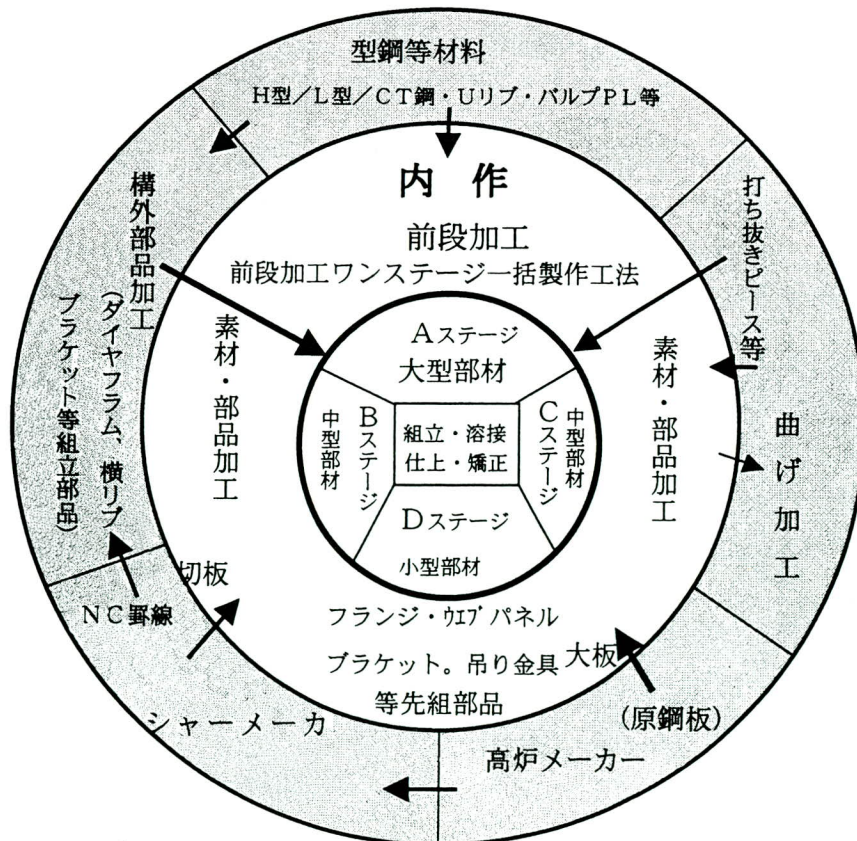 型鋼等材料
H型／L型／CT鋼・Uリブ・バルブPL等
内 作
前段加工
前段加工ワンステージ一括製作工法
構外部品加工
(ダイヤフラム、横リブ
ブラケット等組立部品)
打ち抜きピース等
曲げ加工
素材・部品加工
素材・部品加工
Aステージ
大型部材
Bステージ
中型部材
組立・溶接
仕上・矯正
Cステージ
中型部材
Dステージ
小型部材
切板
NC罫線
フランジ・ウエブパネル
ブラケット。吊り金具
等先組部品
大板
(原鋼板)
シャーメーカ
高炉メーカー